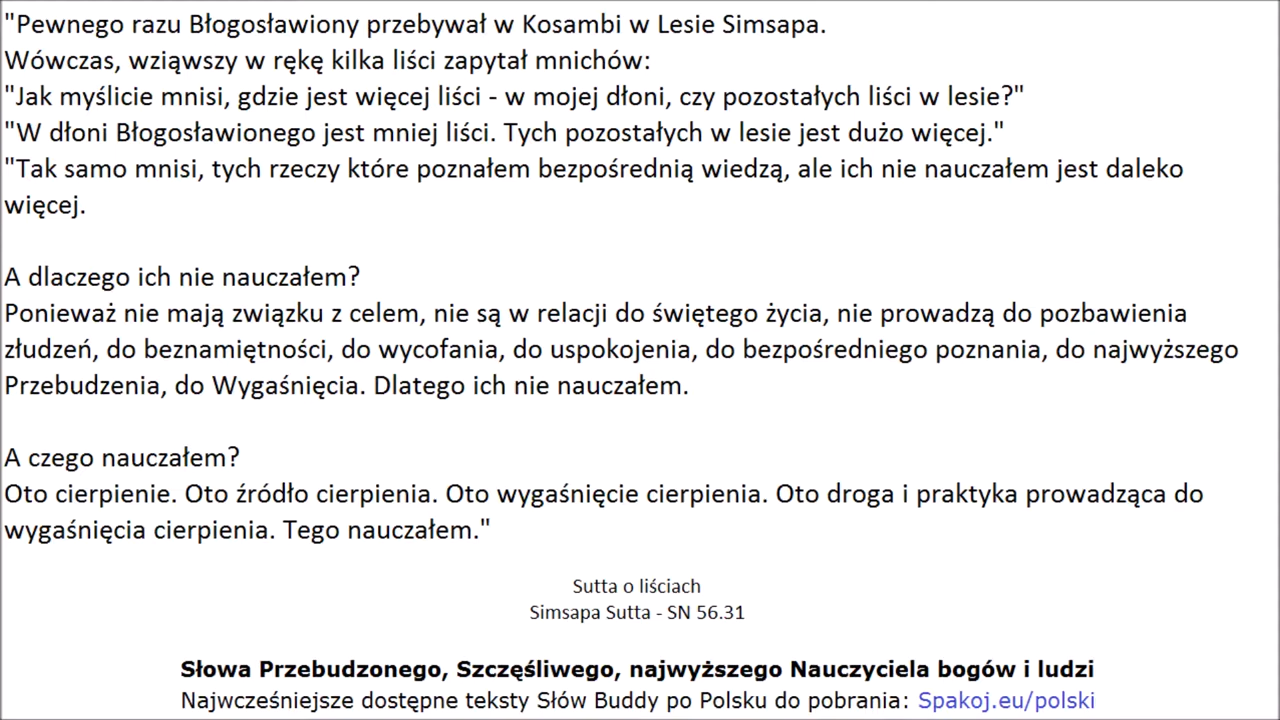 "Pewnego razu Błogosławiony przebywał w Kosambi w Lesie Simsapa.
Wówczas, wziąwszy w rękę kilka liści zapytał mnichów:
"Jak myślicie mnisi, gdzie jest więcej liści - w mojej dłoni, czy pozostałych liści w lesie?"
"W dłoni Błogosławionego jest mniej liści. Tych pozostałych w lesie jest dużo więcej."
"Tak samo mnisi, tych rzeczy które poznałem bezpośrednią wiedzą, ale ich nie nauczałem jest daleko
więcej.
A dlaczego ich nie nauczałem?
Ponieważ nie mają związku z celem, nie są w relacji do świętego życia, nie prowadzą do pozbawienia
złudzeń, do beznamiętności, do wycofania, do uspokojenia, do bezpośredniego poznania, do najwyższego
Przebudzenia, do Wygaśnięcia. Dlatego ich nie nauczałem.
A czego nauczałem?
Oto cierpienie. Oto źródło cierpienia. Oto wygaśnięcie cierpienia. Oto droga i praktyka prowadząca do
wygaśnięcia cierpienia. Tego nauczałem."
Sutta o liściach
Simsapa Sutta - SN 56.31
Słowa Przebudzonego, Szczęśliwego, najwyższego Nauczyciela bogów i ludzi
Najwcześniejsze dostępne teksty Słów Buddy po Polsku do pobrania: Spakoj.eu/polski